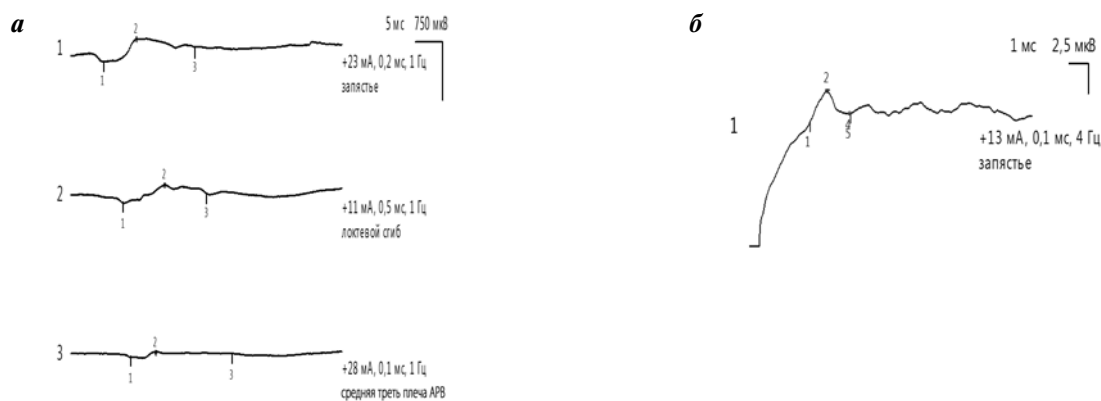 а
5 мс 750 мкВ
1
2
1
3
+23 мА, 0,2 мс, 1 Гц
запястье
2
2
1
3
+11 мА, 0,5 мс, 1 Гц
локтевой сгиб
3
2
1
3
+28 мА, 0,1 мс, 1 Гц
средняя треть плеча АРВ
б
1 мс 2,5 мкВ
1
2
1
5
+13 мА, 0,1 мс, 4 Гц
запястье